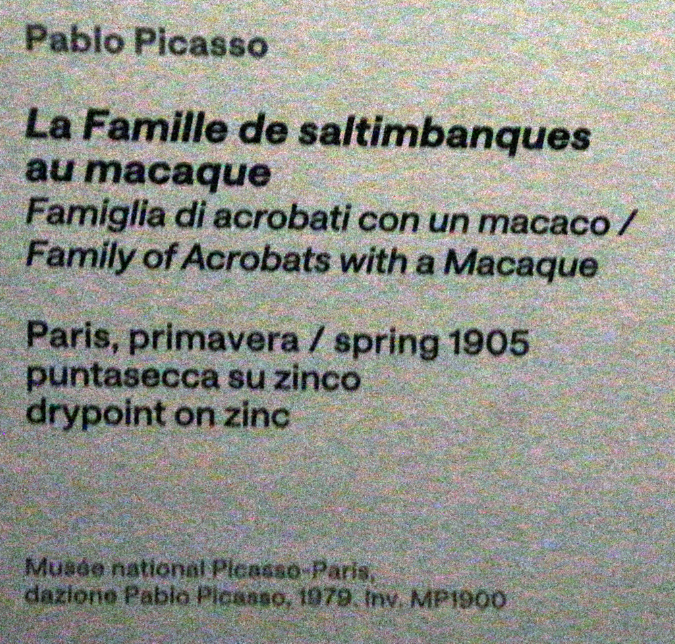 Pablo Picasso
La Famille de saltimbanques
au macaque
Famiglia di acrobati con un macaco /
Family of Acrobats with a Macaque
Paris, primavera / spring 1905
puntasecca su zinco
drypoint on zinc
Musée national Picasso-Paris,
dazione Pablo Picasso, 1979. Inv. MP1900